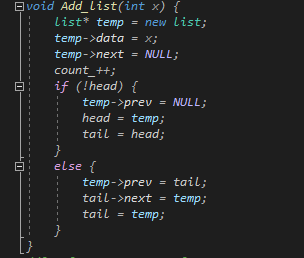 void Add_list(int x) {
list* temp = new list;
temp->data = x;
temp->next = NULL;
count_++;
if (!head) {
temp->prev = NULL;
head = temp;
tail = head;
}
else {
temp->prev = tail;
tail->next = temp;
tail = temp;
}
}